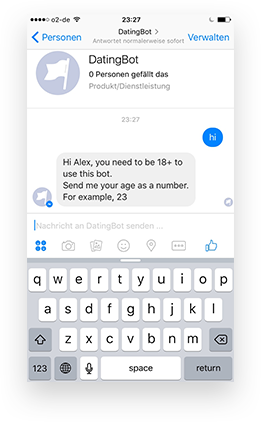 o2-de 23:27
Personen DatingBot > Verwalten
Antwortet normalerweise sofort
DatingBot
0 Personen gefällt das
Produkt/Dienstleistung
23:27
hi
Hi Alex, you need to be 18+ to
use this bot.
Send me your age as a number.
For example, 23
Nachricht an DatingBot senden ...
q w e r t y u i o p
a s d f g h j k l
z x c v b n m
123 space return